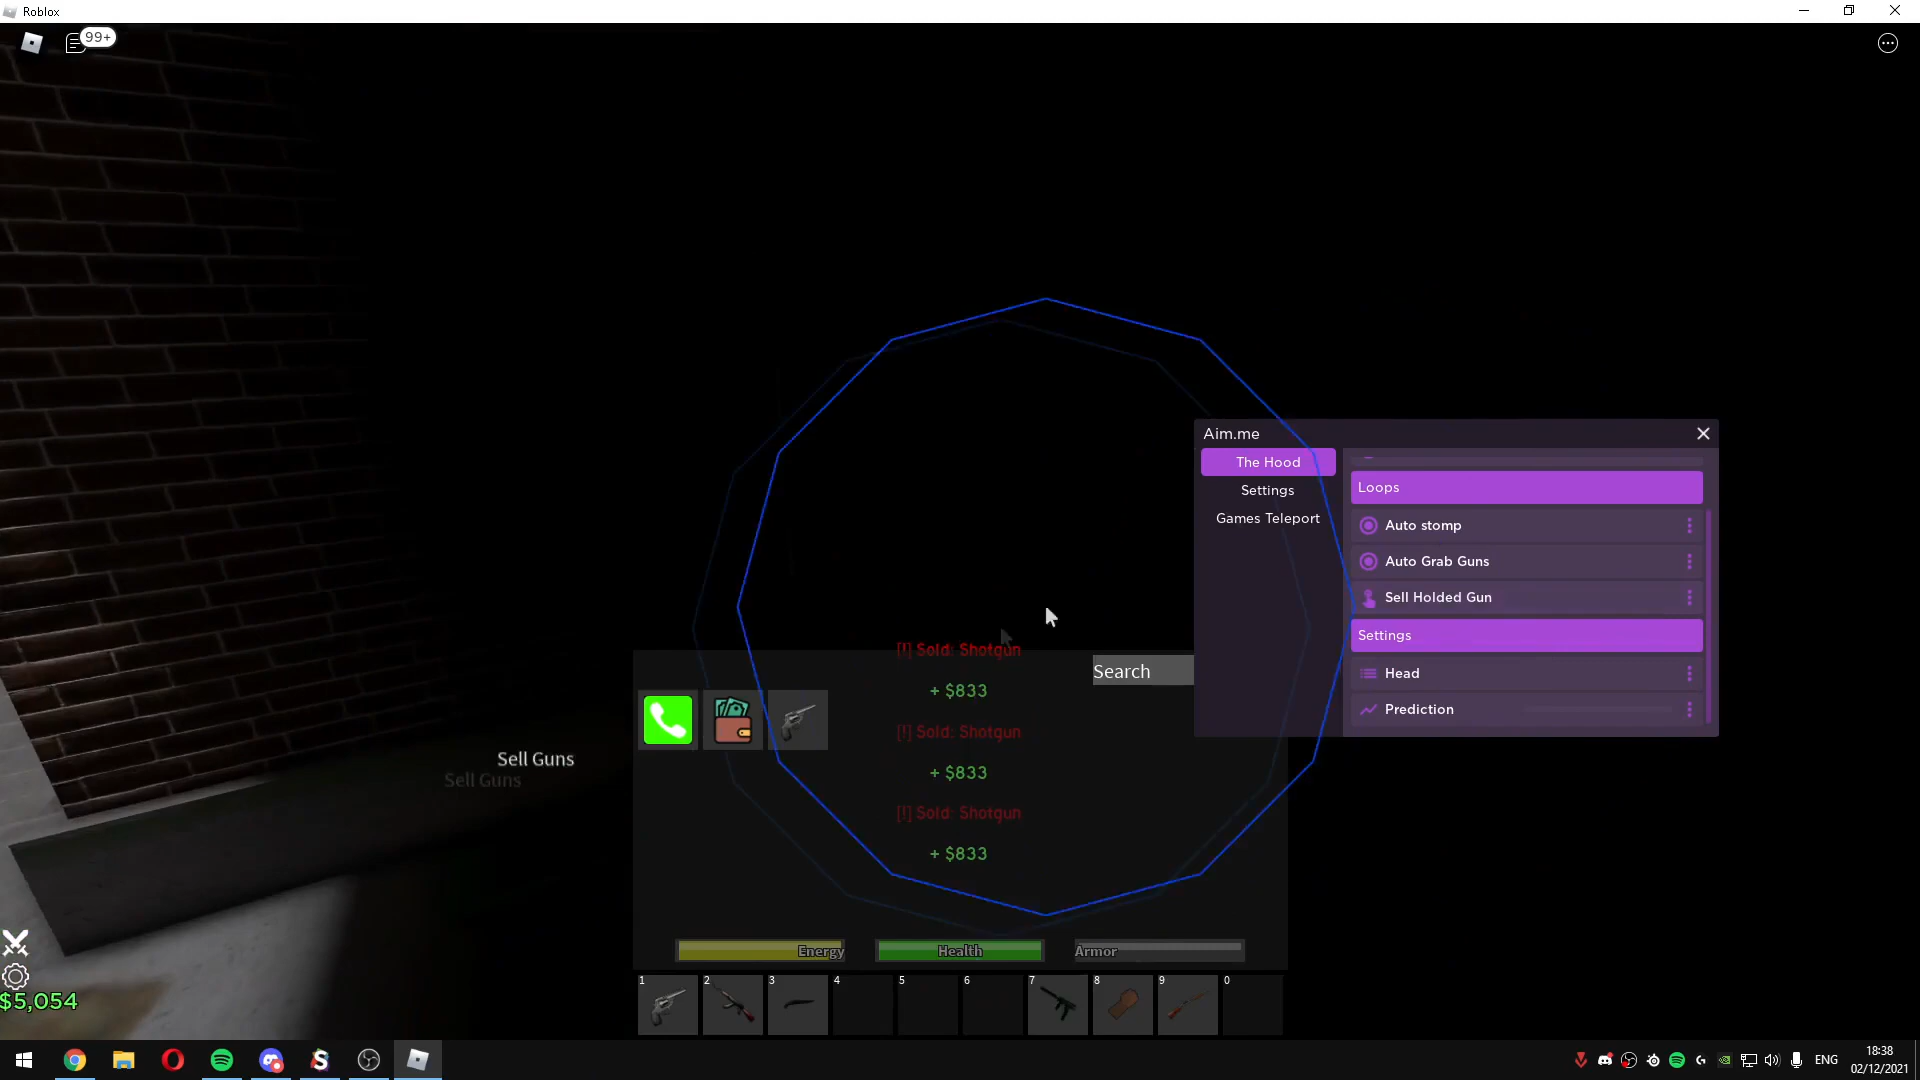 Roblox
99+
Aim.me
The Hood
Settings
Games Teleport
Loops
Auto stomp
Auto Grab Guns
Sell Holded Gun
Settings
Head
Prediction
Search
[!] Sold: Shotgun
+ $833
[!] Sold: Shotgun
+ $833
[!] Sold: Shotgun
+ $833
Sell Guns
Sell Guns
Energy
Health
Armor
$5,054
1 2 3 4 5 6 7 8 9 0
ENG
18:38
02/12/2021